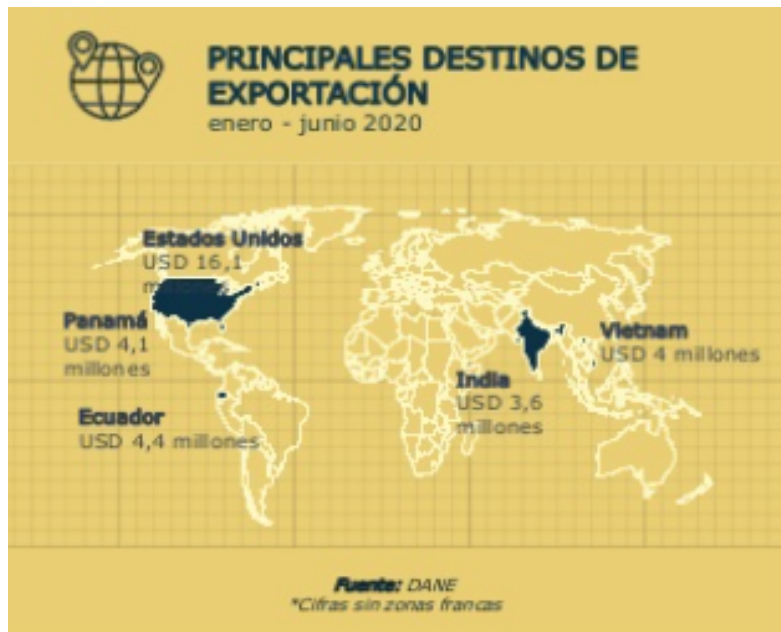 PRINCIPALES DESTINOS DE
EXPORTACIÓN
enero - junio 2020
Estados Unidos
USD 16,1
millones
Panamá
USD 4,1
millones
Ecuador
USD 4,4 millones
India
USD 3,6
millones
Vietnam
USD 4 millones
Fuente: DANE
*Cifras sin zonas francas